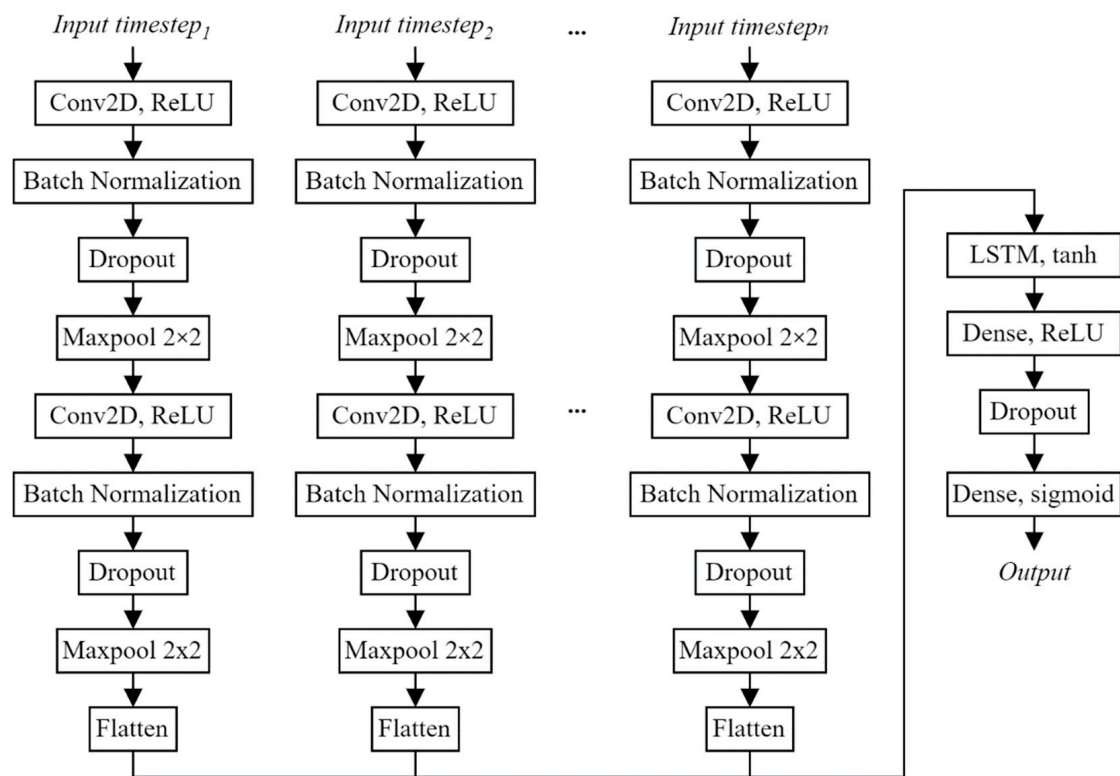 Input timestep1
Conv2D, ReLU
Batch Normalization
Dropout
Maxpool 2×2
Conv2D, ReLU
Batch Normalization
Dropout
Maxpool 2x2
Flatten
Input timestep2
Conv2D, ReLU
Batch Normalization
Dropout
Maxpool 2×2
Conv2D, ReLU
Batch Normalization
Dropout
Maxpool 2x2
Flatten
...
...
Input timestepn
Conv2D, ReLU
Batch Normalization
Dropout
Maxpool 2×2
Conv2D, ReLU
Batch Normalization
Dropout
Maxpool 2x2
Flatten
LSTM, tanh
Dense, ReLU
Dropout
Dense, sigmoid
Output